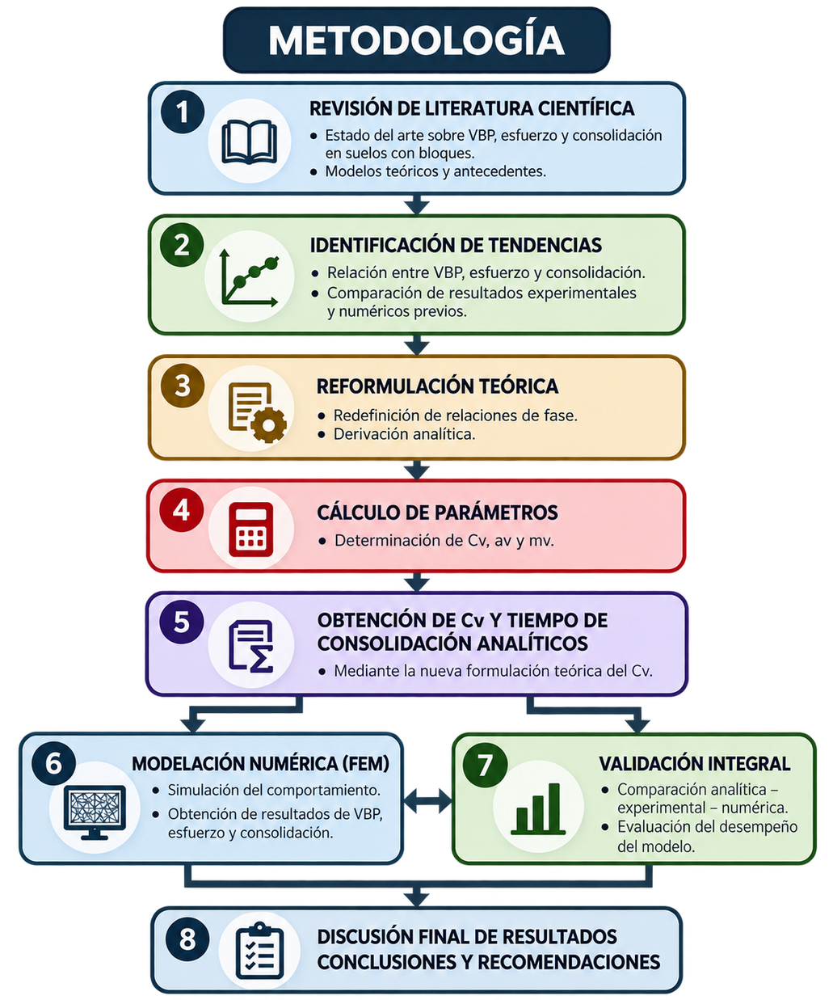 METODOLOGÍA
1
REVISIÓN DE LITERATURA CIENTÍFICA
• Estado del arte sobre VBP, esfuerzo y consolidación
en suelos con bloques.
• Modelos teóricos y antecedentes.
2
IDENTIFICACIÓN DE TENDENCIAS
• Relación entre VBP, esfuerzo y consolidación.
• Comparación de resultados experimentales
y numéricos previos.
3
REFORMULACIÓN TEÓRICA
• Redefinición de relaciones de fase.
• Derivación analítica.
4
CÁLCULO DE PARÁMETROS
• Determinación de Cv, av y mv.
5
OBTENCIÓN DE Cv Y TIEMPO DE
CONSOLIDACIÓN ANALÍTICOS
• Mediante la nueva formulación teórica del Cv.
6
MODELACIÓN NUMÉRICA (FEM)
• Simulación del comportamiento.
• Obtención de resultados de VBP,
esfuerzo y consolidación.
7
VALIDACIÓN INTEGRAL
• Comparación analítica –
experimental – numérica.
• Evaluación del desempeño
del modelo.
8
DISCUSIÓN FINAL DE RESULTADOS
CONCLUSIONES Y RECOMENDACIONES